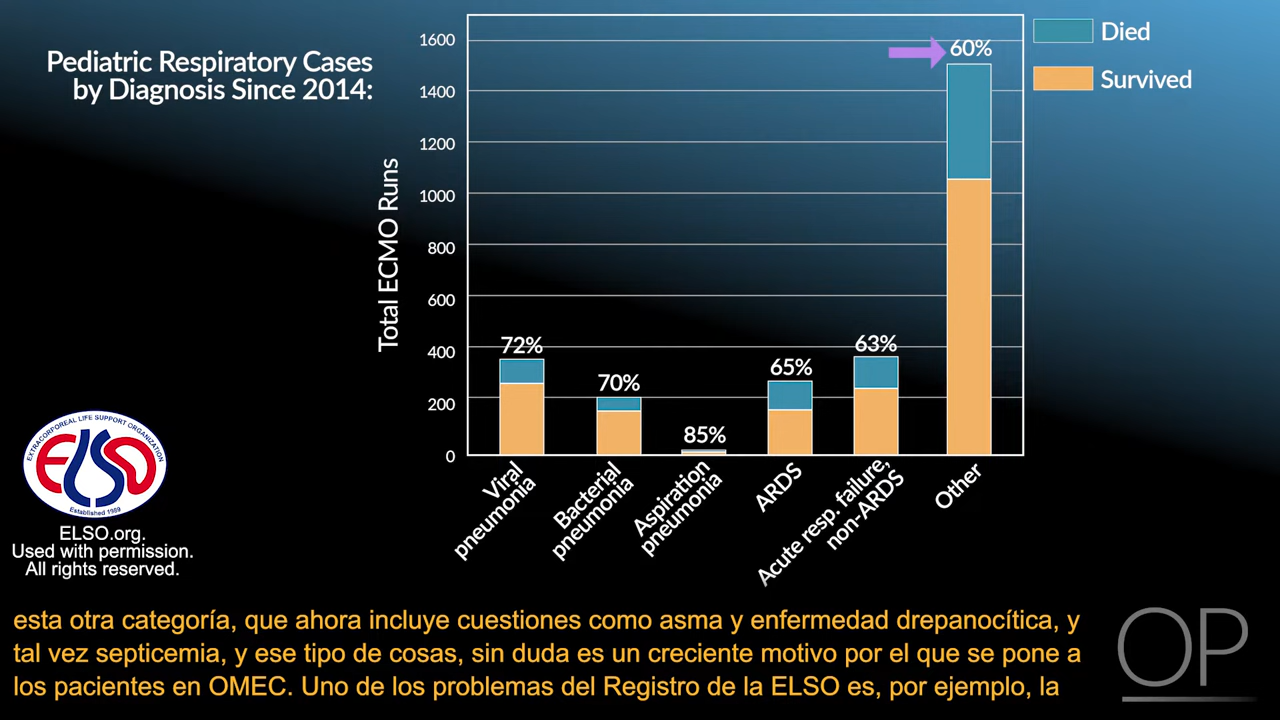 Pediatric Respiratory Cases
by Diagnosis Since 2014:
Total ECMO Runs
1600
1400
1200
1000
800
600
400
200
0
72%
70%
85%
65%
63%
60%
Viral
pneumonia
Bacterial
pneumonia
Aspiration
pneumonia
ARDS
Acute resp. failure,
non-ARDS
Other
Died
Survived
EXTRACORPOREAL LIFE SUPPORT ORGANIZATION
ELSO
Established 1989
ELSO.org.
Used with permission.
All rights reserved.
esta otra categoría, que ahora incluye cuestiones como asma y enfermedad drepanocítica, y
tal vez septicemia, y ese tipo de cosas, sin duda es un creciente motivo por el que se pone a
los pacientes en OMEC. Uno de los problemas del Registro de la ELSO es, por ejemplo, la
OP